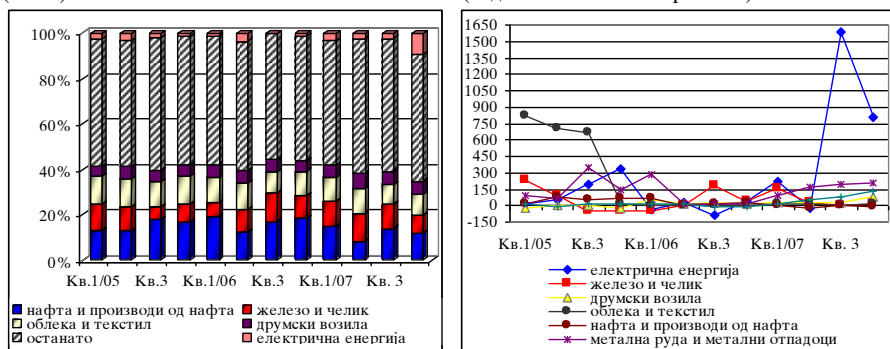 100%
80%
60%
40%
20%
0%
Кв.1/05 Кв.3 Кв.1/06 Кв.3 Кв.1/07 Кв. 3
нафта и производи од нафта
железо и челик
облека и текстил
друмски возила
останато
електрична енергија
1650
1500
1350
1200
1050
900
750
600
450
300
150
0
-150
Кв.1/05 Кв.3 Кв.1/06 Кв.3 Кв.1/07 Кв. 3
електрична енергија
железо и челик
друмски возила
облека и текстил
нафта и производи од нафта
метална руда и метални отпадоци